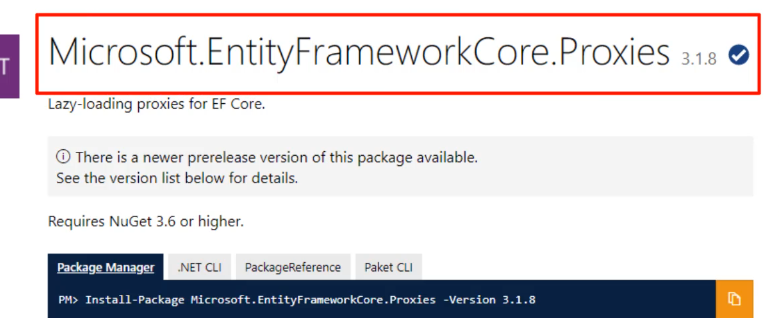 T
Microsoft.EntityFrameworkCore.Proxies 3.1.8
Lazy-loading proxies for EF Core.
There is a newer prerelease version of this package available.
See the version list below for details.
Requires NuGet 3.6 or higher.
Package Manager .NET CLI PackageReference Paket CLI
PM> Install-Package Microsoft.EntityFrameworkCore.Proxies -Version 3.1.8